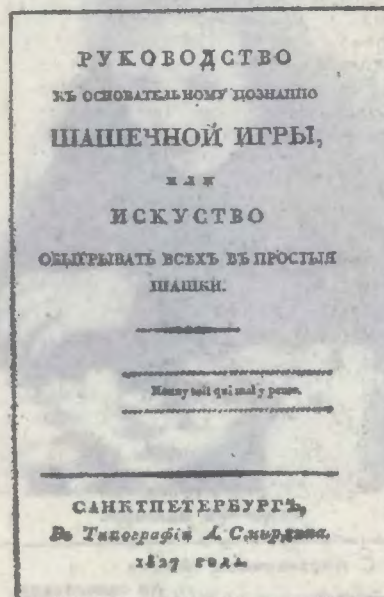 РУКОВОДСТВО
КЪ ОСНОВАТЕЛЬНОМУ ПОЗНАНІЮ
ШАШЕЧНОЙ ИГРЫ,
ИЛИ
ИСКУСТВО
ОБЫГРЫВАТЬ ВСѢХЪ ВЪ ПРОСТЫЯ
ШАШКИ.
Honny soit qui mal y pense.
САНКТПЕТЕРБУРГЪ,
Въ Типографіи А. Смирдина.
1827 года.